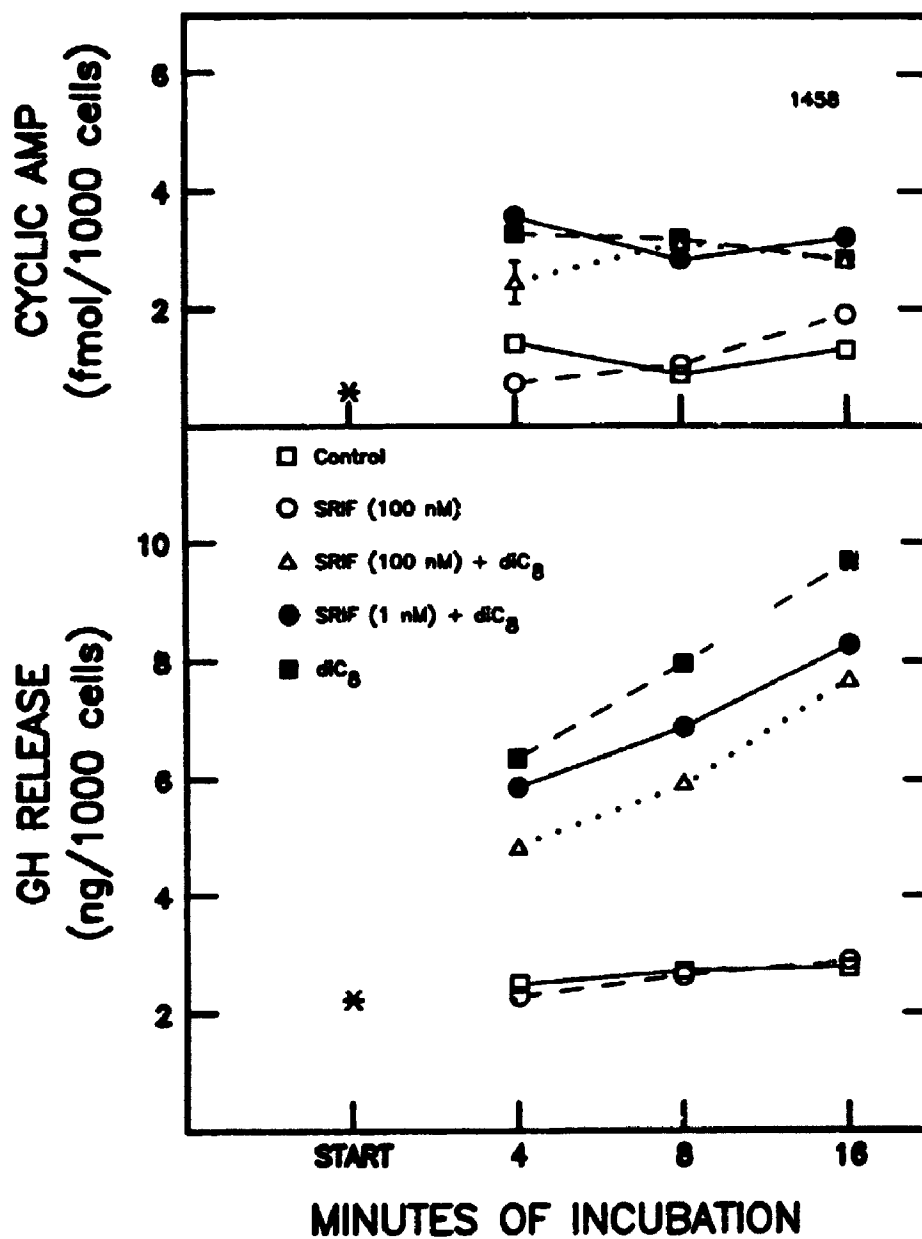 CYCLIC AMP
(fmol/1000 cells)
6
4
2
1458
*
GH RELEASE
(ng/1000 cells)
10
8
6
4
2
Control
SRIF (100 nM)
SRIF (100 nM) + diC8
SRIF (1 nM) + diC8
diC8
*
START
4
8
16
MINUTES OF INCUBATION